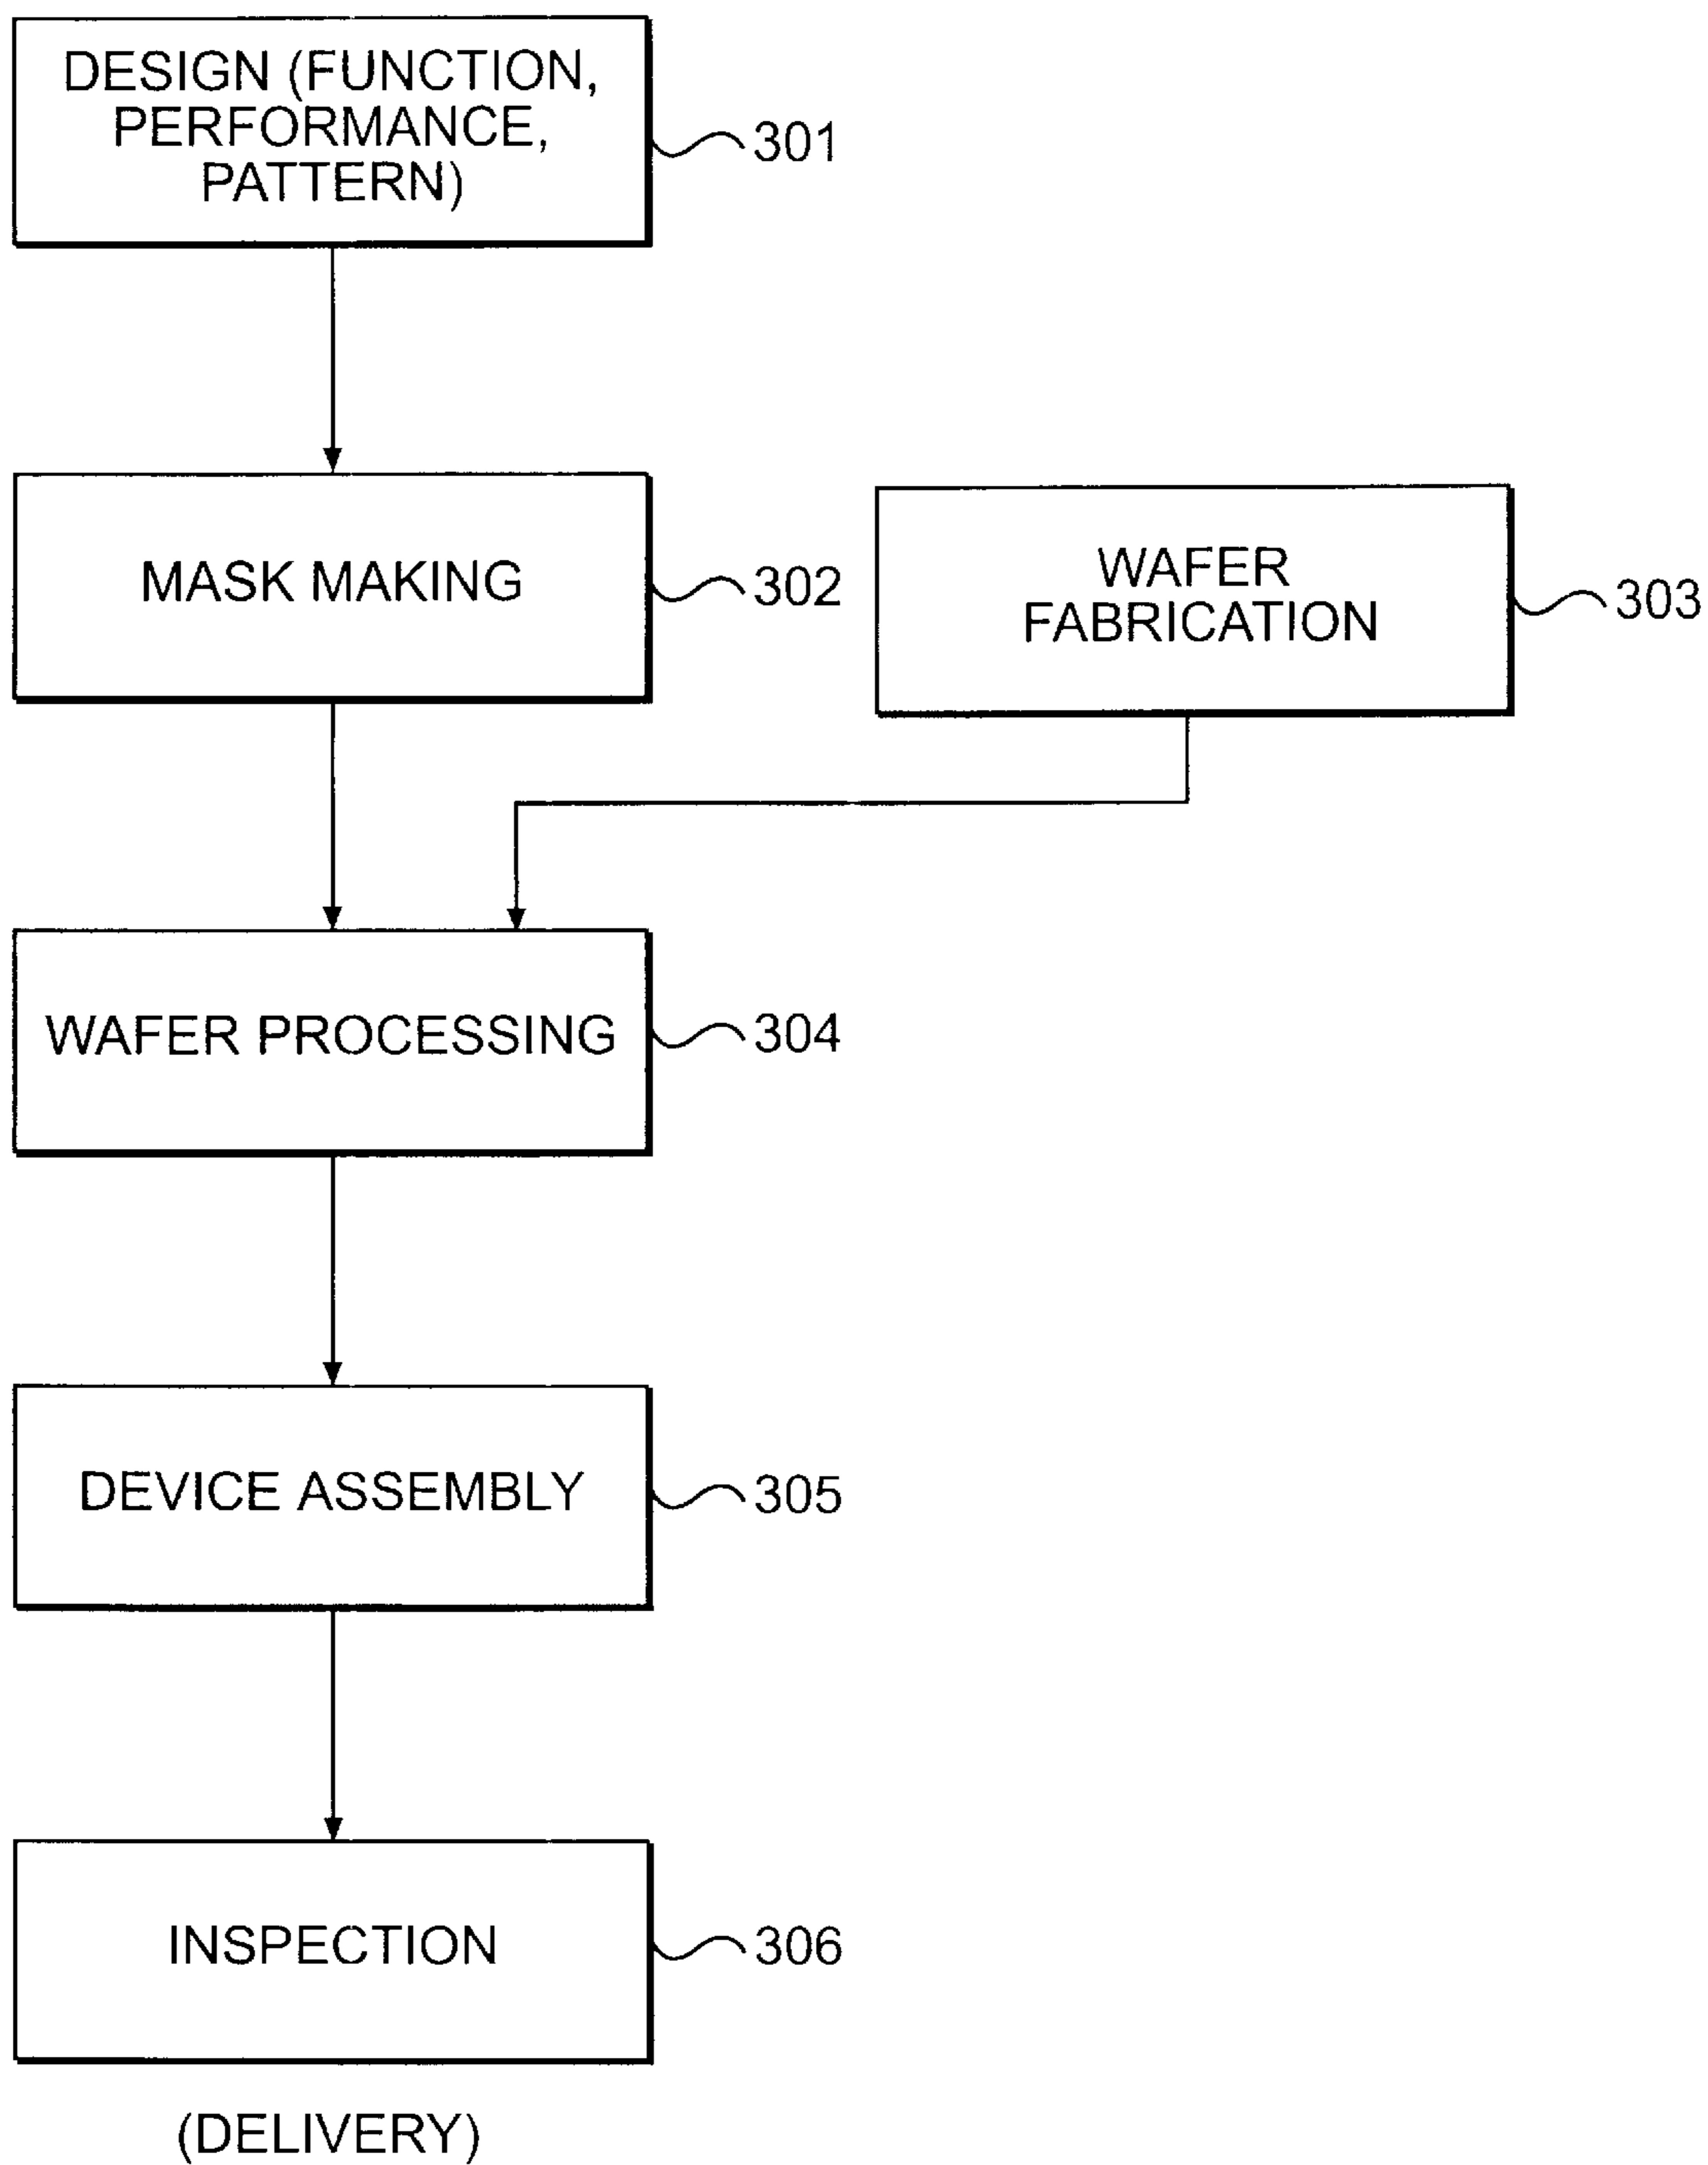 DESIGN (FUNCTION,
PERFORMANCE,
PATTERN)
301
MASK MAKING
302
WAFER
FABRICATION
303
WAFER PROCESSING
304
DEVICE ASSEMBLY
305
INSPECTION
306
(DELIVERY)